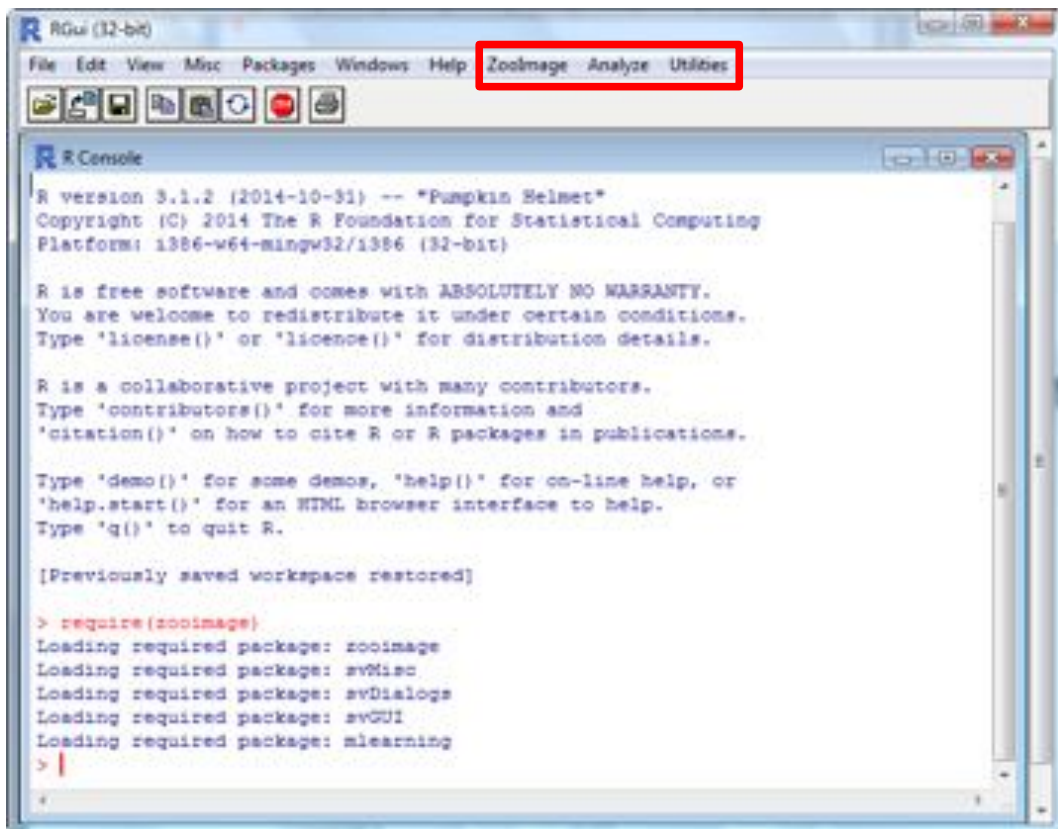 RGui (32-bit)
File Edit View Misc Packages Windows Help ZooImage Analyze Utilities
STOP
R Console
R version 3.1.2 (2014-10-31) -- "Pumpkin Helmet"
Copyright (C) 2014 The R Foundation for Statistical Computing
Platform: i386-w64-mingw32/i386 (32-bit)
R is free software and comes with ABSOLUTELY NO WARRANTY.
You are welcome to redistribute it under certain conditions.
Type 'license()' or 'licence()' for distribution details.
R is a collaborative project with many contributors.
Type 'contributors()' for more information and
'citation()' on how to cite R or R packages in publications.
Type 'demo()' for some demos, 'help()' for on-line help, or
'help.start()' for an HTML browser interface to help.
Type 'q()' to quit R.
[Previously saved workspace restored]
> require(zooimage)
Loading required package: zooimage
Loading required package: svMisc
Loading required package: svDialogs
Loading required package: svGUI
Loading required package: mlearning
>